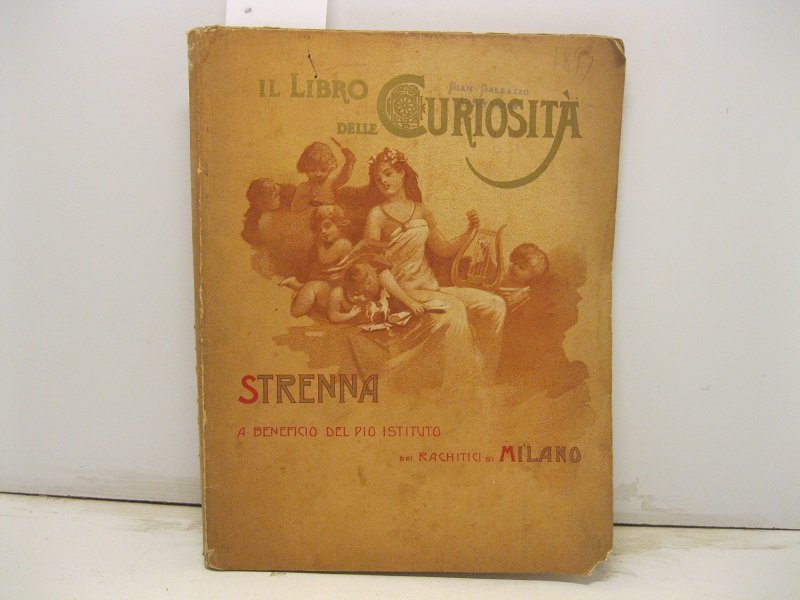 IL LIBRO
DELLE CURIOSITÀ
STRENNA
A BENEFICIO DEL PIO ISTITUTO
DEI RACHITICI DI MILANO